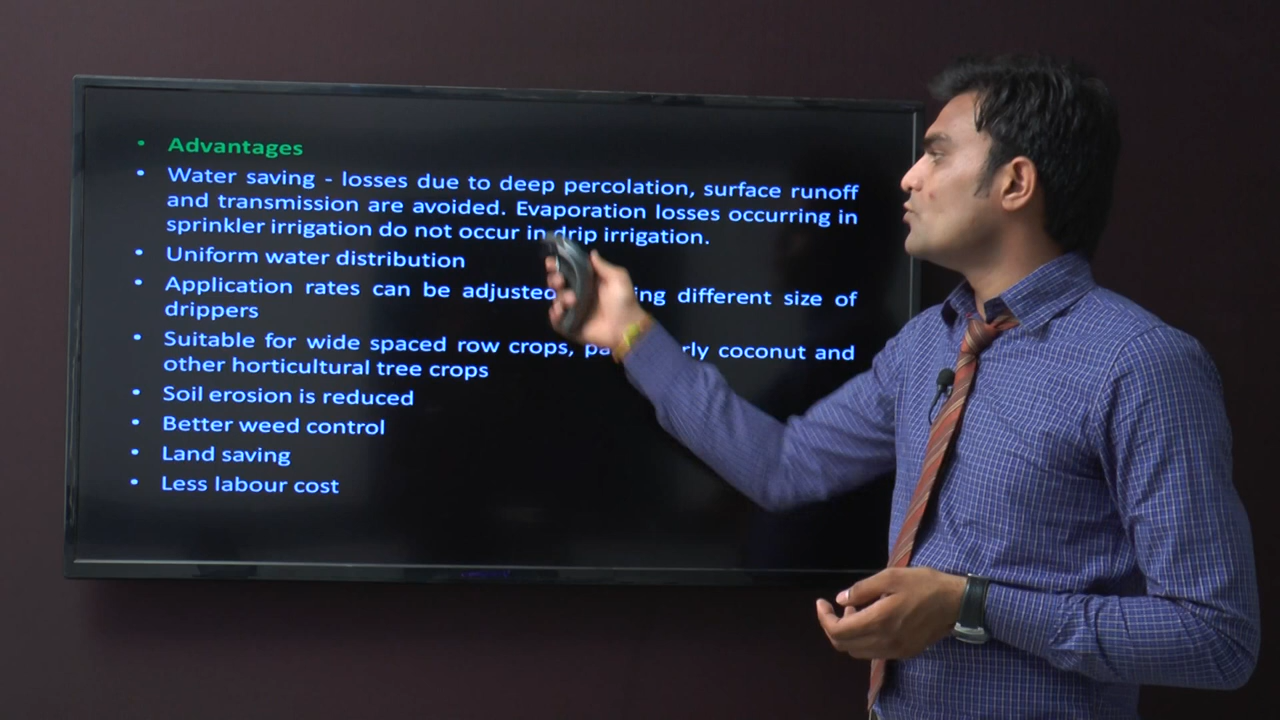 • Advantages
• Water saving - losses due to deep percolation, surface runoff
and transmission are avoided. Evaporation losses occurring in
sprinkler irrigation do not occur in drip irrigation.
• Uniform water distribution
• Application rates can be adjusted different size of
drippers
• Suitable for wide spaced row crops, coconut and
other horticultural tree crops
• Soil erosion is reduced
• Better weed control
• Land saving
• Less labour cost